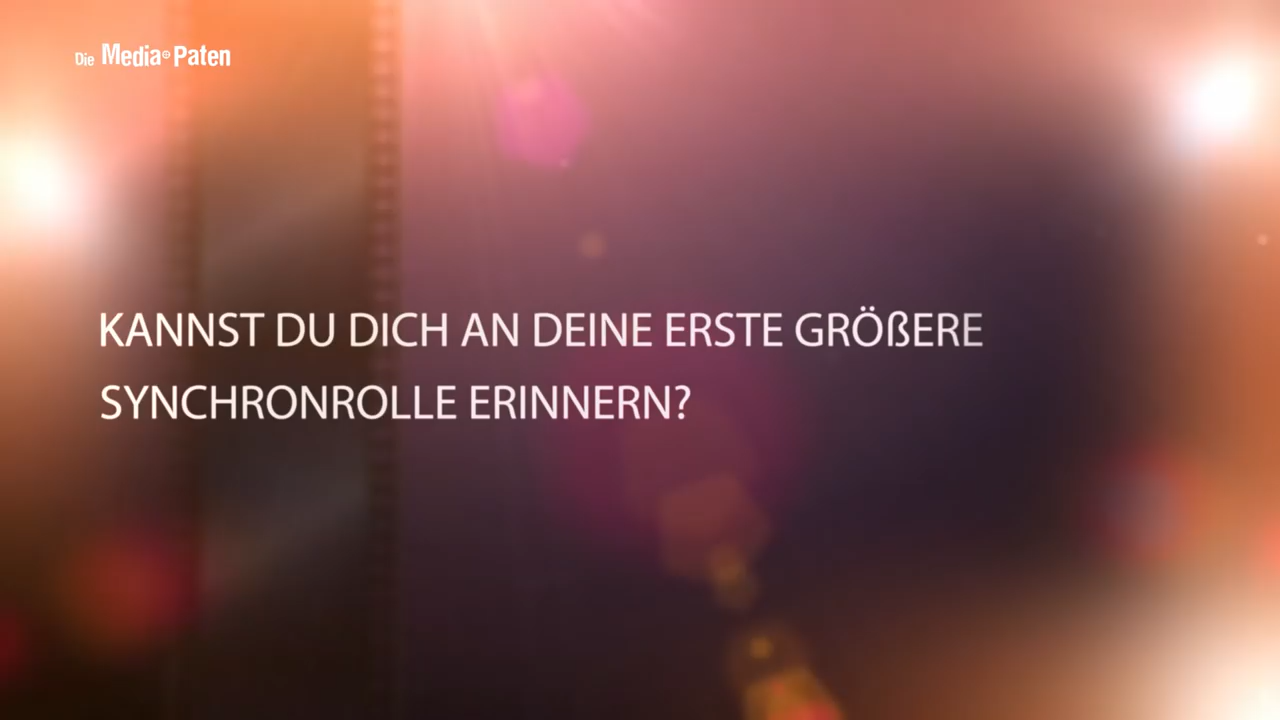 Die Media Paten
KANNST DU DICH AN DEINE ERSTE GRÖßERE
SYNCHRONROLLE ERINNERN?